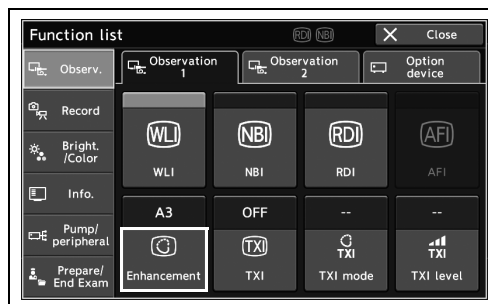 Function list
RDI NBI
Close
Observ.
Observation
1
Observation
2
Option
device
Record
Bright.
/Color
Info.
Pump/
peripheral
Prepare/
End Exam
WLI
NBI
RDI
AFI
WLI
NBI
RDI
AFI
A3
OFF
--
--
TXI
TXI
TXI
Enhancement
TXI
TXI mode
TXI level